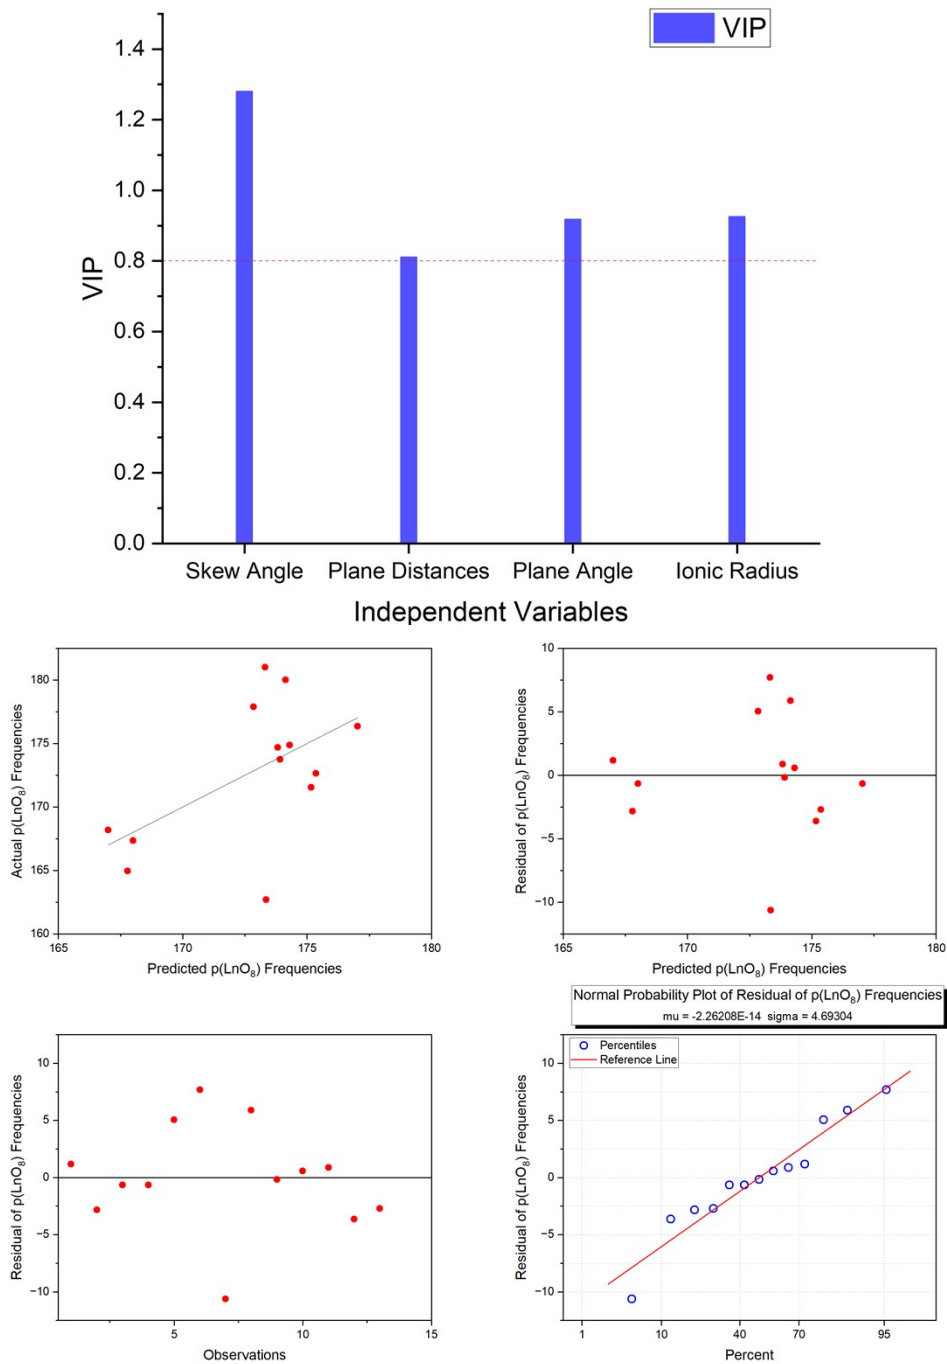 VIP
1.4
1.2
1.0
0.8
0.6
0.4
0.2
0.0
VIP
Skew Angle Plane Distances Plane Angle Ionic Radius
Independent Variables
180
175
170
165
160
165 170 175 180
Actual p(LnO₈) Frequencies
Predicted p(LnO₈) Frequencies
10
5
0
−5
−10
165 170 175 180
Residual of p(LnO₈) Frequencies
Predicted p(LnO₈) Frequencies
10
5
0
−5
−10
5 10 15
Residual of p(LnO₈) Frequencies
Observations
Normal Probability Plot of Residual of p(LnO₈) Frequencies
mu = -2.26208E-14 sigma = 4.69304
Percentiles
Reference Line
10
5
0
−5
−10
1 10 40 70 95
Residual of p(LnO₈) Frequencies
Percent